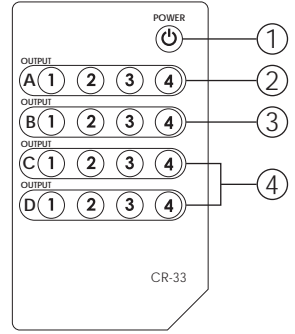 POWER
1
OUTPUT
A 1 2 3 4 2
OUTPUT
B 1 2 3 4 3
OUTPUT
C 1 2 3 4
4
OUTPUT
D 1 2 3 4
CR-33